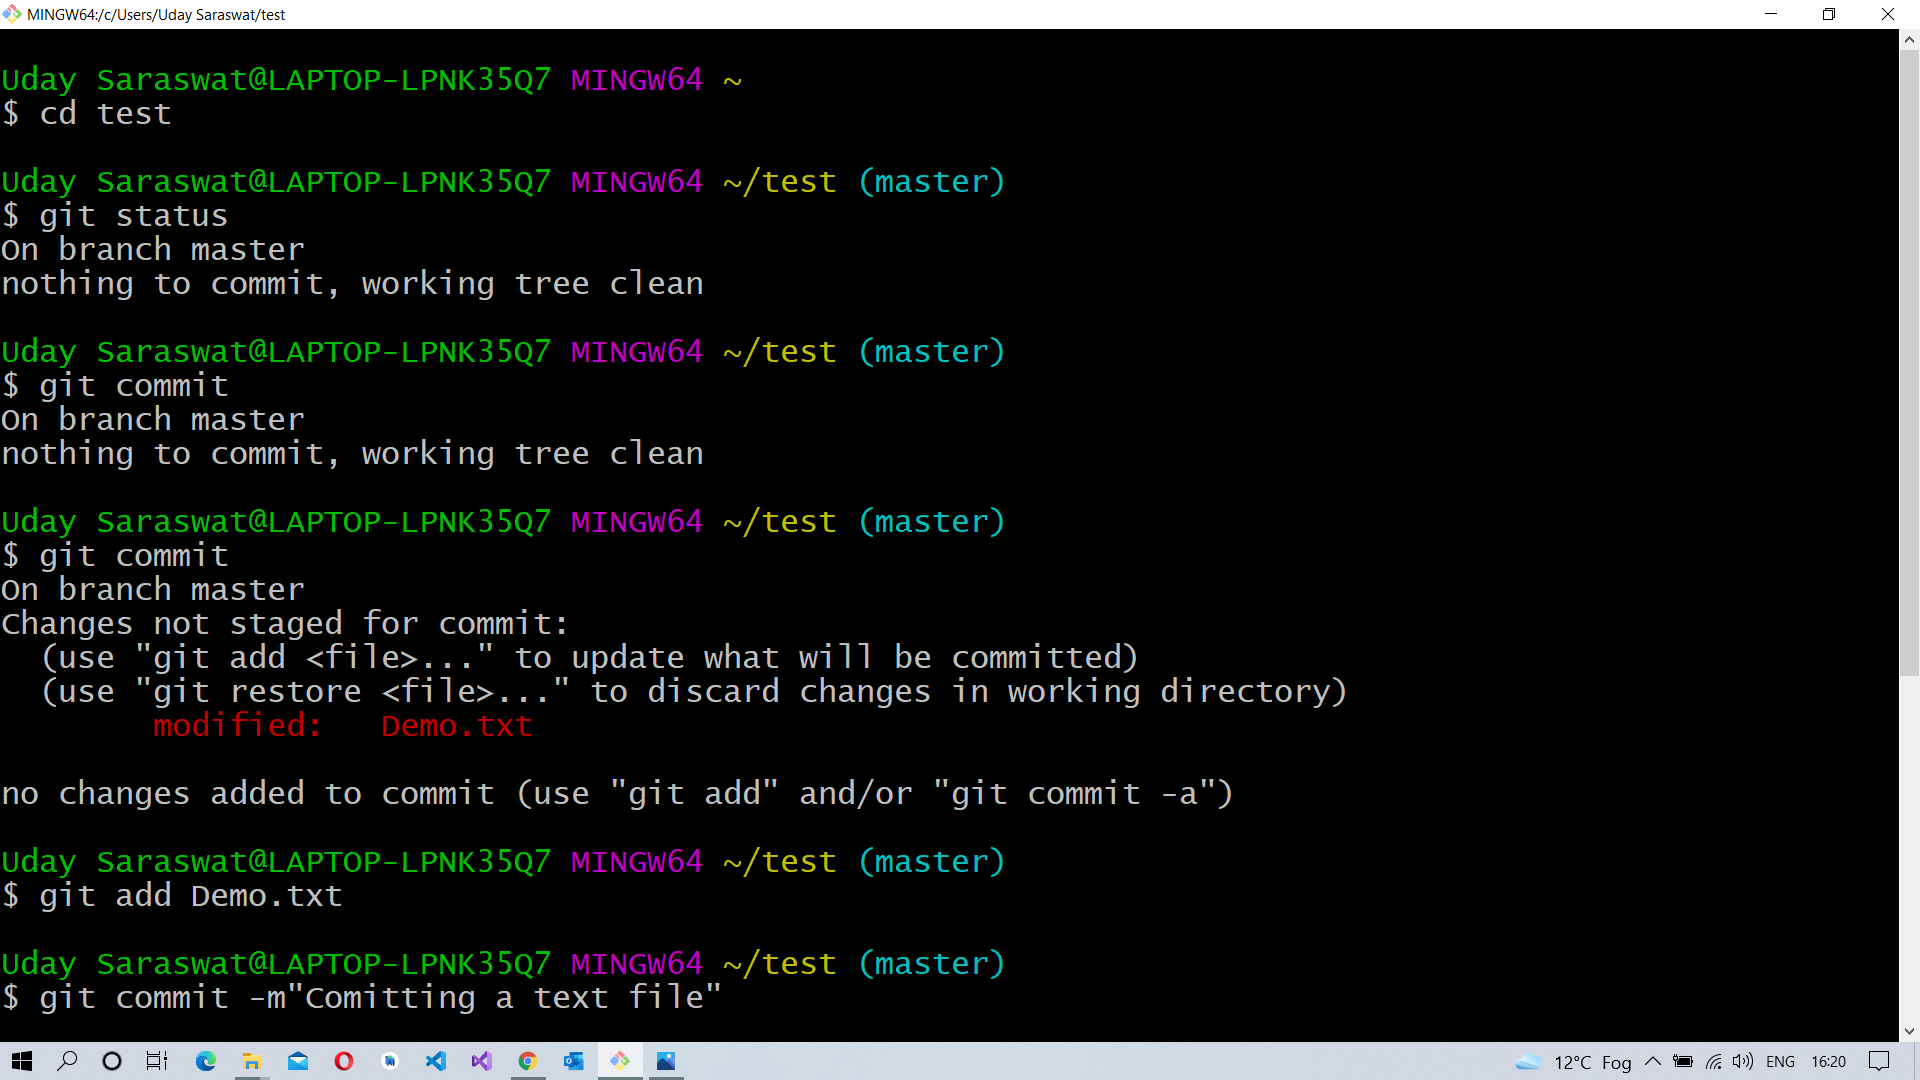 MINGW64:/c/Users/Uday Saraswat/test
Uday Saraswat@LAPTOP-LPNK35Q7 MINGW64 ~
$ cd test
Uday Saraswat@LAPTOP-LPNK35Q7 MINGW64 ~/test (master)
$ git status
On branch master
nothing to commit, working tree clean
Uday Saraswat@LAPTOP-LPNK35Q7 MINGW64 ~/test (master)
$ git commit
On branch master
nothing to commit, working tree clean
Uday Saraswat@LAPTOP-LPNK35Q7 MINGW64 ~/test (master)
$ git commit
On branch master
Changes not staged for commit:
  (use "git add <file>..." to update what will be committed)
  (use "git restore <file>..." to discard changes in working directory)
        modified:   Demo.txt
no changes added to commit (use "git add" and/or "git commit -a")
Uday Saraswat@LAPTOP-LPNK35Q7 MINGW64 ~/test (master)
$ git add Demo.txt
Uday Saraswat@LAPTOP-LPNK35Q7 MINGW64 ~/test (master)
$ git commit -m"Comitting a text file"
12°C Fog ENG 16:20